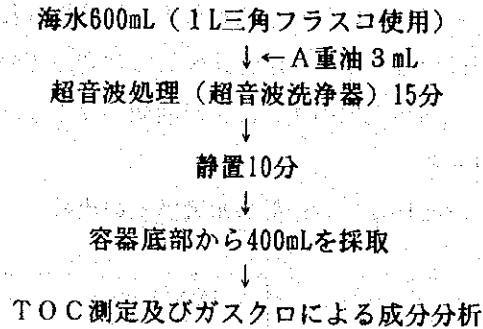 海水600mL（１L三角フラスコ使用）
↓←A重油３mL
超音波処理（超音波洗浄器）15分
↓
静置10分
↓
容器底部から400mLを採取
↓
ＴＯＣ測定及びガスクロによる成分分析